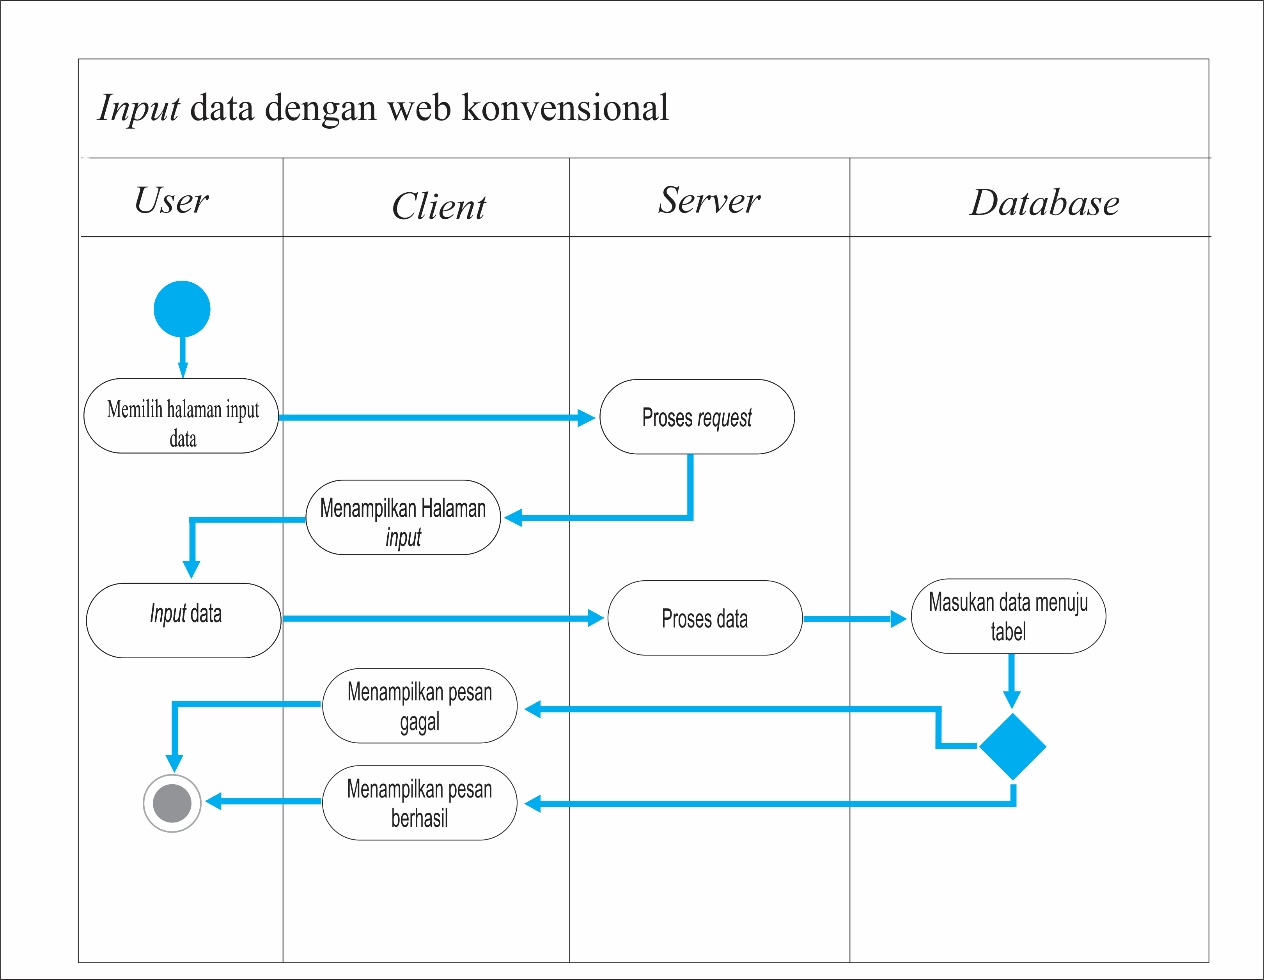 Input data dengan web konvensional
User
Client
Server
Database
Memilih halaman input
data
Proses request
Menampilkan Halaman
input
Input data
Proses data
Masukan data menuju
tabel
Menampilkan pesan
gagal
Menampilkan pesan
berhasil